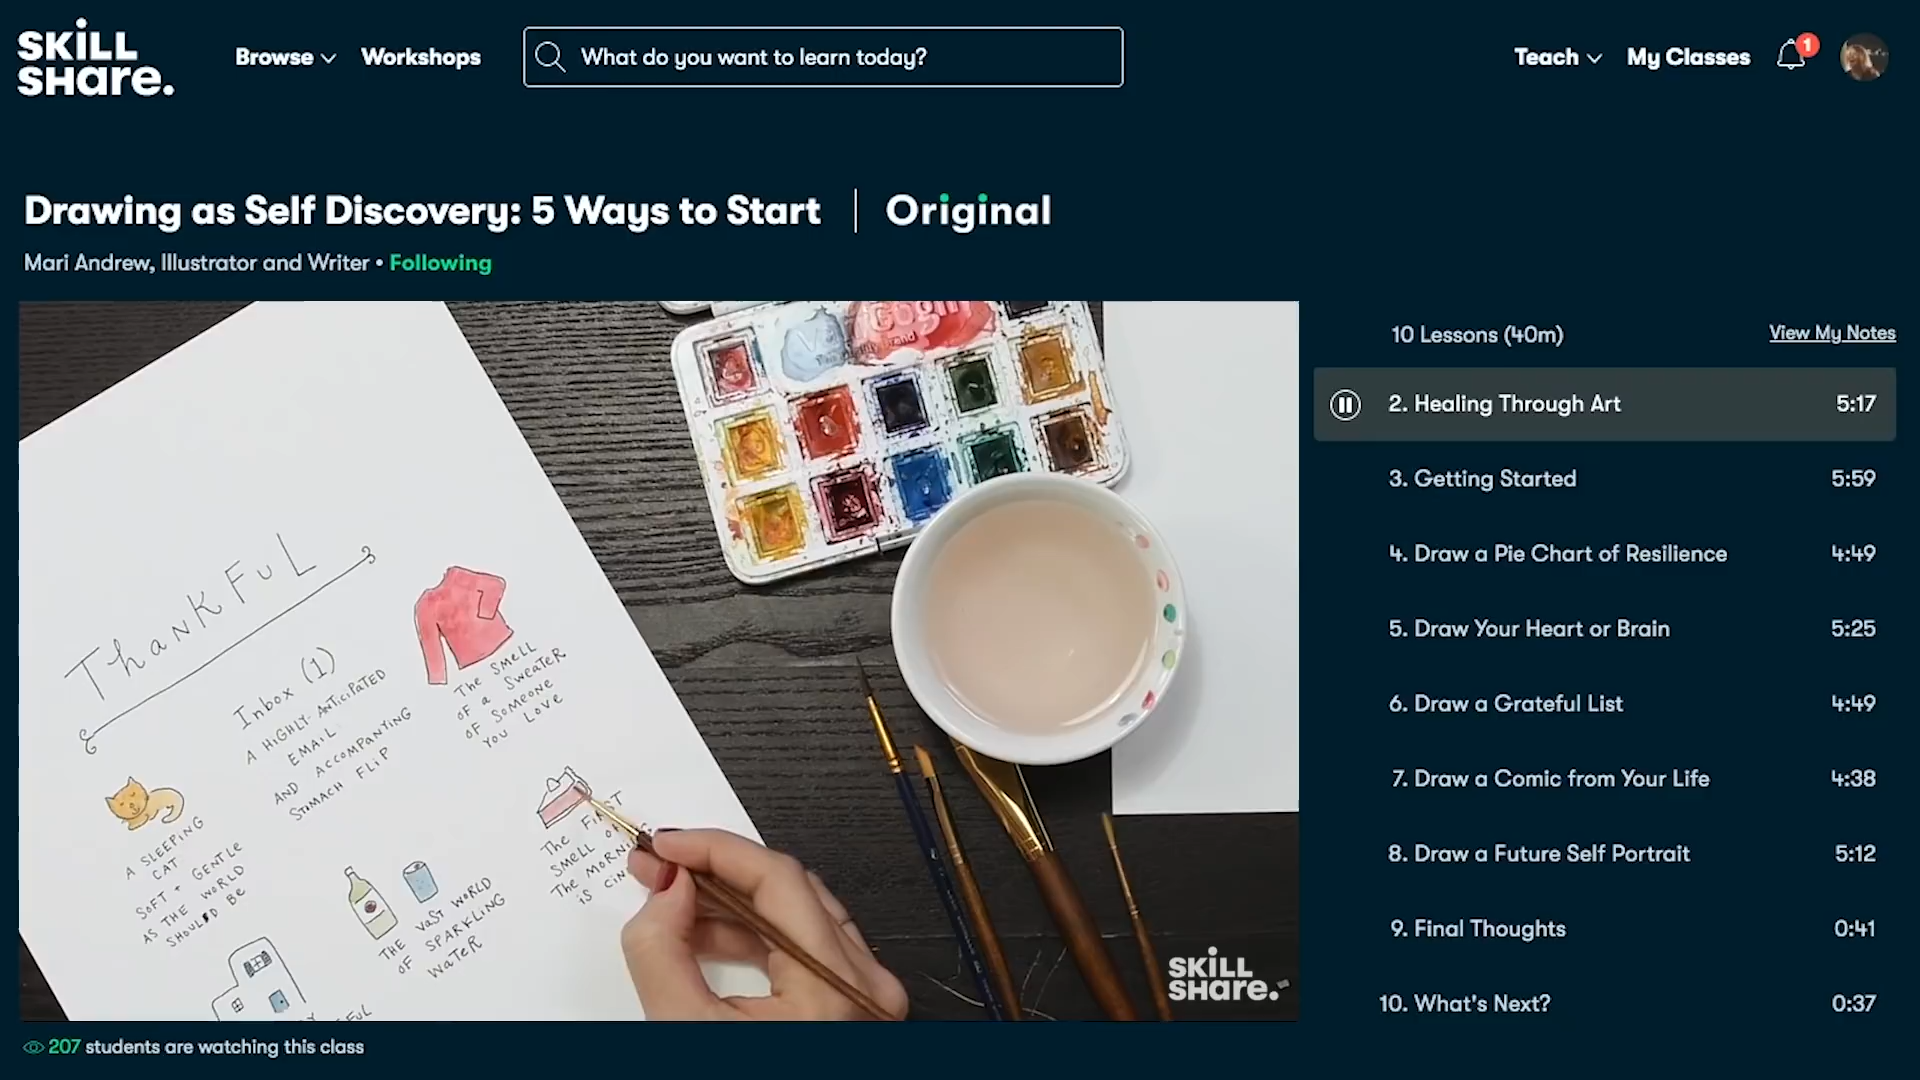 SKILL
SHare.
Browse
Workshops
What do you want to learn today?
Teach
My Classes
1
Drawing as Self Discovery: 5 Ways to Start
Original
Mari Andrew, Illustrator and Writer • Following
THanKFUL
Inbox (1)
A HIGHLY-ANTICIPATED
EMAIL
AND ACCOMPANYING
STOMACH FLIP
THE SMELL
OF a SWEATER
OF SOMEONE
YOU LOVE
A SLEEPING
CAT
SOFT + GENTLE
AS THE WORLD
SHOULD BE
THE VaST WORLD
OF SPARKLING
WaTER
THE FIRST
SMELL
THE MORNING
IS
SKILL
SHare.
10 Lessons (40m)
View My Notes
2. Healing Through Art 5:17
3. Getting Started 5:59
4. Draw a Pie Chart of Resilience 4:49
5. Draw Your Heart or Brain 5:25
6. Draw a Grateful List 4:49
7. Draw a Comic from Your Life 4:38
8. Draw a Future Self Portrait 5:12
9. Final Thoughts 0:41
10. What's Next? 0:37
207 students are watching this class